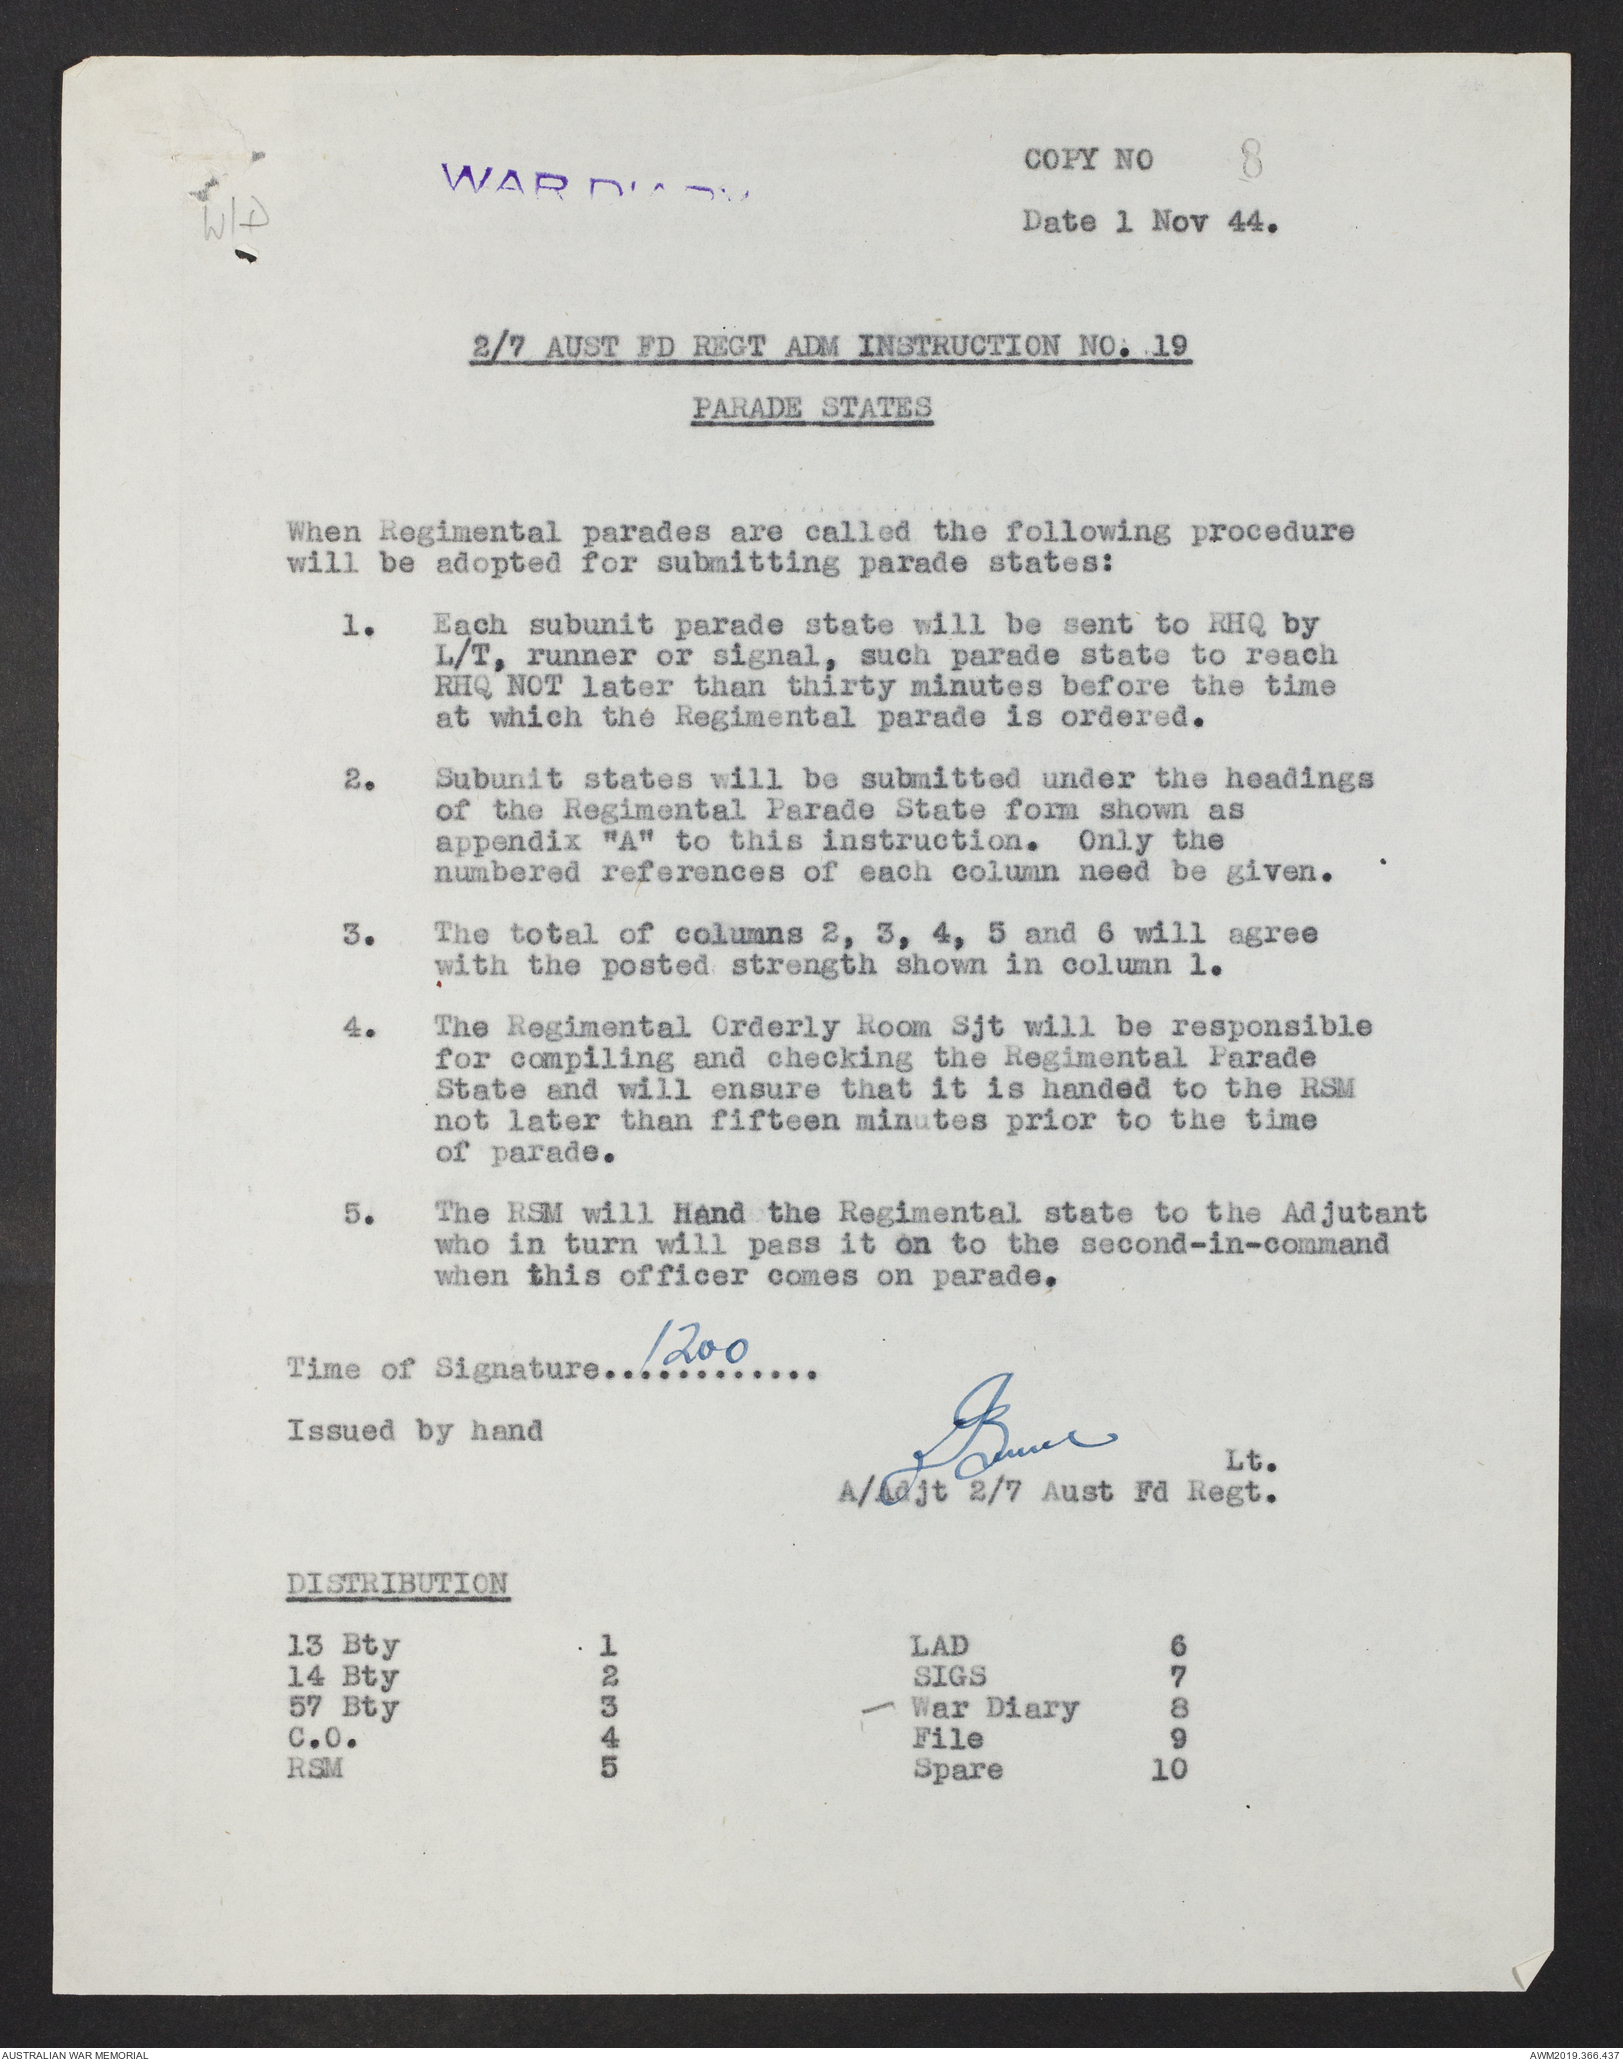 WAR DIARY
COPY NO 8
Date 1 Nov 44.
2/7 AUST FD REGT ADM INSTRUCTION NO. 19
PARADE STATES
When Regimental parades are called the following procedure
will be adopted for submitting parade states:
1. Each subunit parade state will be sent to RHQ by
L/T, runner or signal, such parade state to reach
RHQ NOT later than thirty minutes before the time
at which the Regimental parade is ordered.
2. Subunit states will be submitted under the headings
of the Regimental Parade State form shown as
appendix "A" to this instruction. Only the
numbered references of each column need be given.
3. The total of columns 2, 3, 4, 5 and 6 will agree
with the posted strength shown in column 1.
4. The Regimental Orderly Room Sjt will be responsible
for compiling and checking the Regimental Parade
State and will ensure that it is handed to the RSM
not later than fifteen minutes prior to the time
of parade.
5. The RSM will Hand the Regimental state to the Adjutant
who in turn will pass it on to the second-in-command
when this officer comes on parade.
Time of Signature............ 1200
Issued by hand
Lt.
A/Adjt 2/7 Aust Fd Regt.
DISTRIBUTION
13 Bty 1 LAD 6
14 Bty 2 SIGS 7
57 Bty 3 War Diary 8
C.O. 4 File 9
RSM 5 Spare 10
AUSTRALIAN WAR MEMORIAL AWM2019.366.437